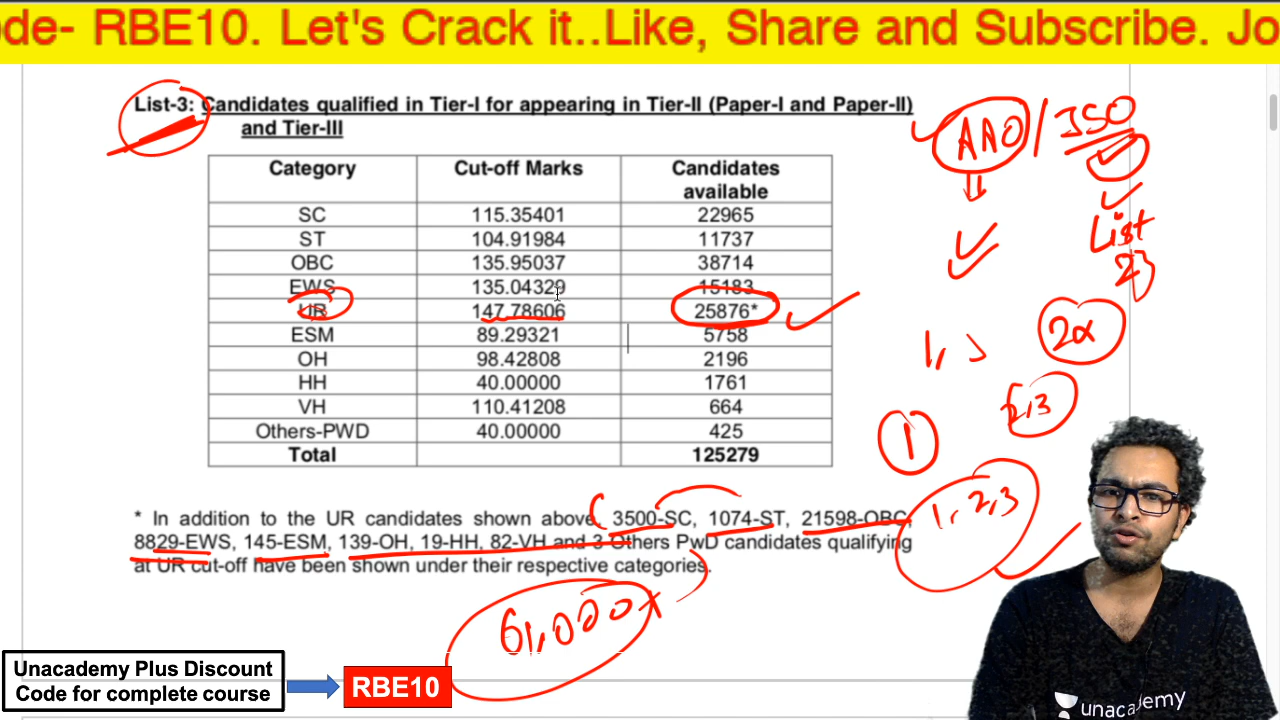 de- RBE10. Let's Crack it..Like, Share and Subscribe. Jo
List-3: Candidates qualified in Tier-I for appearing in Tier-II (Paper-I and Paper-II)
and Tier-III
Category Cut-off Marks Candidates available
SC 115.35401 22965
ST 104.91984 11737
OBC 135.95037 38714
EWS 135.04329 15183
UR 147.78606 25876*
ESM 89.29321 5758
OH 98.42808 2196
HH 40.00000 1761
VH 110.41208 664
Others-PWD 40.00000 425
Total 125279
* In addition to the UR candidates shown above, 3500-SC, 1074-ST, 21598-OBC,
8829-EWS, 145-ESM, 139-OH, 19-HH, 82-VH and 3 Others PwD candidates qualifying
at UR cut-off have been shown under their respective categories.
AAO / JSO
List
1, 3
2,3
1
1, 2,3
61,000+
Unacademy Plus Discount
Code for complete course
RBE10
unacademy